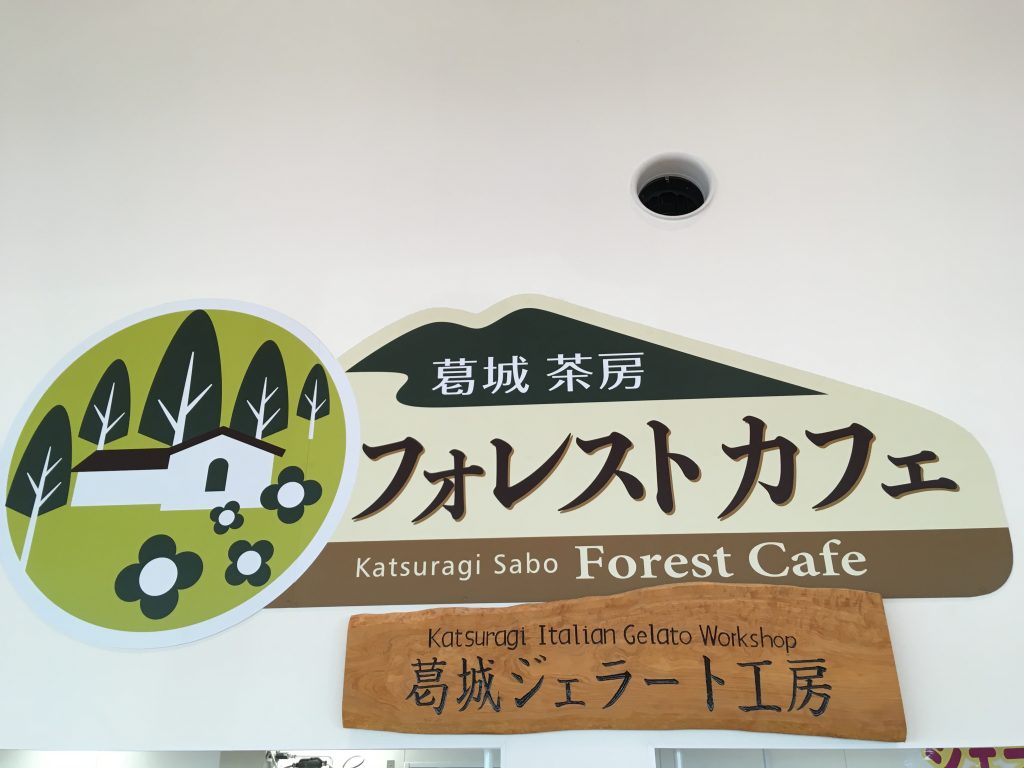 葛城 茶房
フォレスト カフェ
Katsuragi Sabo Forest Cafe
Katsuragi Italian Gelato Workshop
葛城ジェラート工房